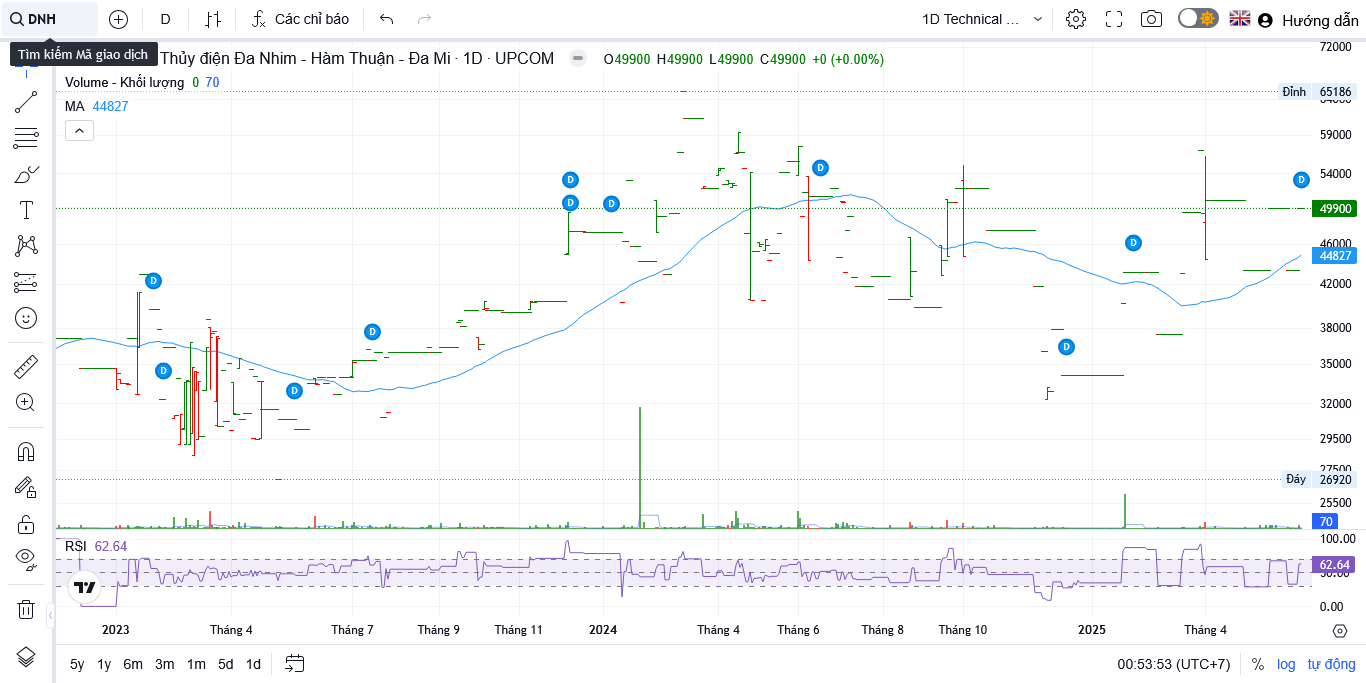 DNH
D
Các chỉ báo
1D Technical ...
Hướng dẫn
Tìm kiếm Mã giao dịch
Thủy điện Đa Nhim - Hàm Thuận - Đa Mi · 1D · UPCOM
O49900 H49900 L49900 C49900 +0 (+0.00%)
Volume - Khối lượng 0 70
MA 44827
72000
Đỉnh 65186
59000
54000
49900
46000
44827
42000
38000
35000
32000
29500
27500
Đáy 26920
25500
70
D
D
D
D
D
D
D
D
D
D
D
D
RSI 62.64
100.00
62.64
50.00
0.00
2023 Tháng 4 Tháng 7 Tháng 9 Tháng 11 2024 Tháng 4 Tháng 6 Tháng 8 Tháng 10 2025 Tháng 4
5y 1y 6m 3m 1m 5d 1d
00:53:53 (UTC+7) % log tự động